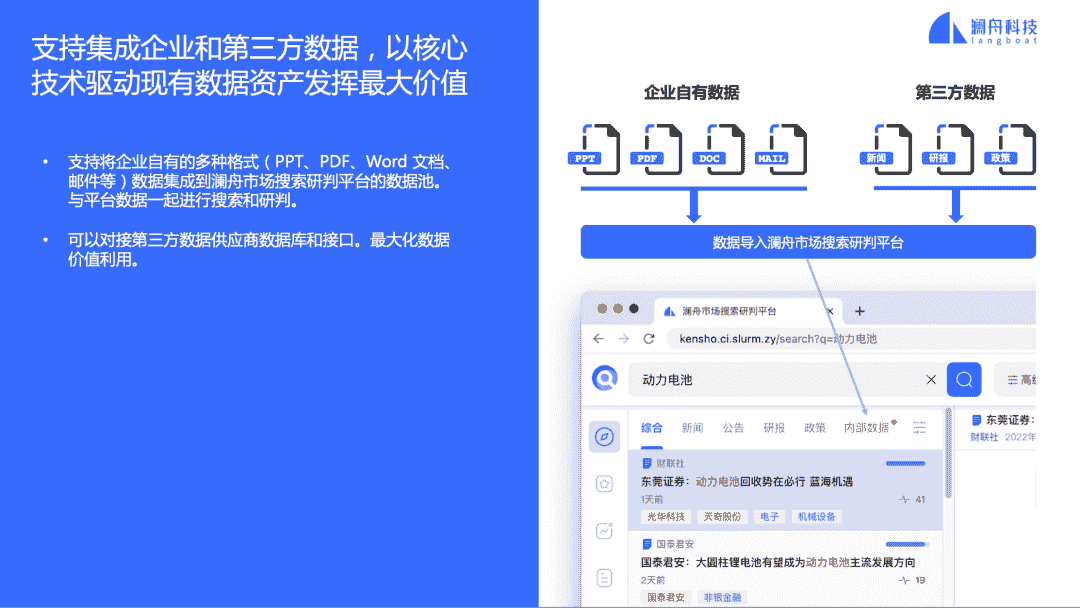 支持集成企业和第三方数据，以核心
技术驱动现有数据资产发挥最大价值
• 支持将企业自有的多种格式（PPT、PDF、Word 文档、
邮件等）数据集成到澜舟市场搜索研判平台的数据池。
与平台数据一起进行搜索和研判。
• 可以对接第三方数据供应商数据库和接口。最大化数据
价值利用。
澜舟科技
langboat
企业自有数据
第三方数据
PPT PDF DOC MAIL
新闻 研报 政策
数据导入澜舟市场搜索研判平台
澜舟市场搜索研判平台
kensho.ci.slurm.zy/search?q=动力电池
动力电池
高级
综合 新闻 公告 研报 政策 内部数据
财联社
东莞证券：动力电池回收势在必行 蓝海机遇
1天前 41
光华科技 天奇股份 电子 机械设备
国泰君安
国泰君安：大圆柱锂电池有望成为动力电池主流发展方向
2天前 19
国泰君安 非银金融
东莞证券：
财联社 2022年